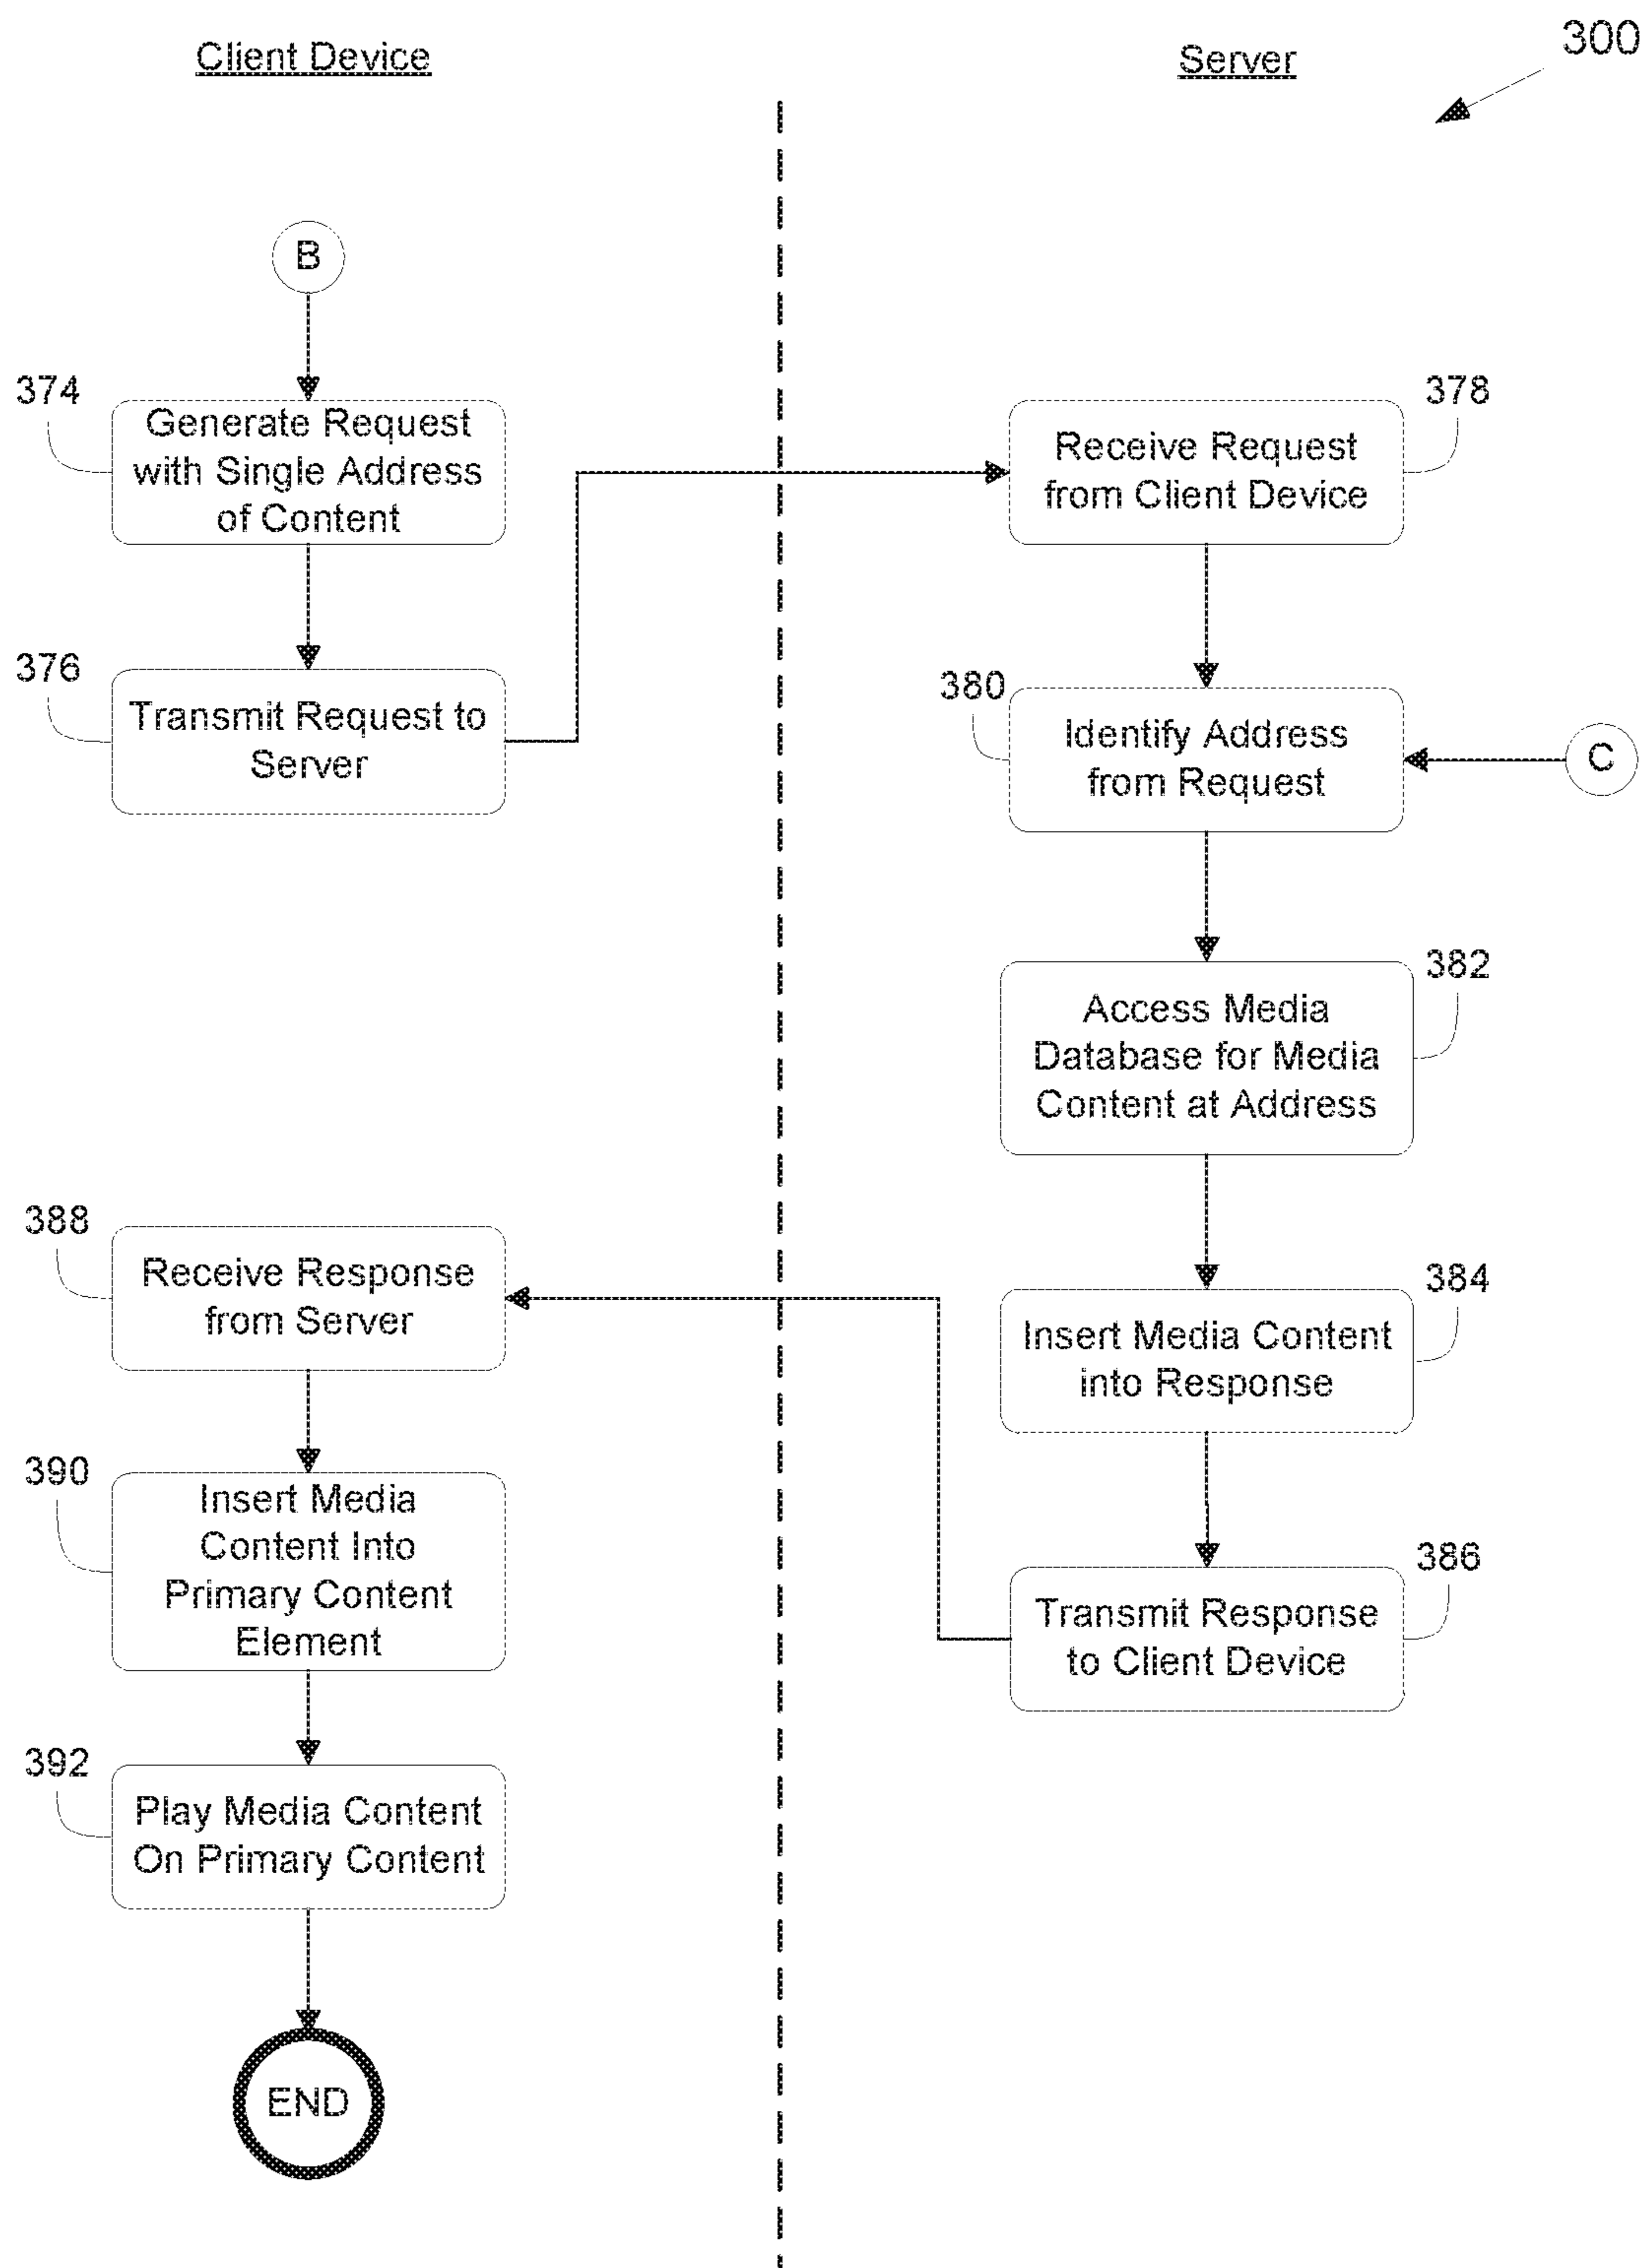 Client Device
Server
300
B
374
Generate Request
with Single Address
of Content
376
Transmit Request to
Server
378
Receive Request
from Client Device
380
Identify Address
from Request
C
382
Access Media
Database for Media
Content at Address
384
Insert Media Content
into Response
386
Transmit Response
to Client Device
388
Receive Response
from Server
390
Insert Media
Content Into
Primary Content
Element
392
Play Media Content
On Primary Content
END